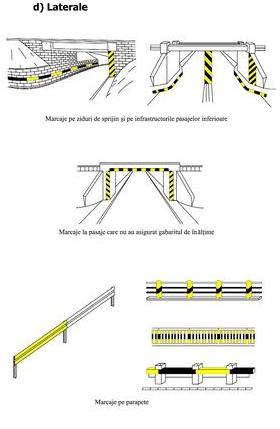 d) Laterale
Marcaje pe ziduri de sprijin și pe infrastructurile pasajelor inferioare
Marcaje la pasaje care nu au asigurat gabaritul de înălțime
Marcaje pe parapete